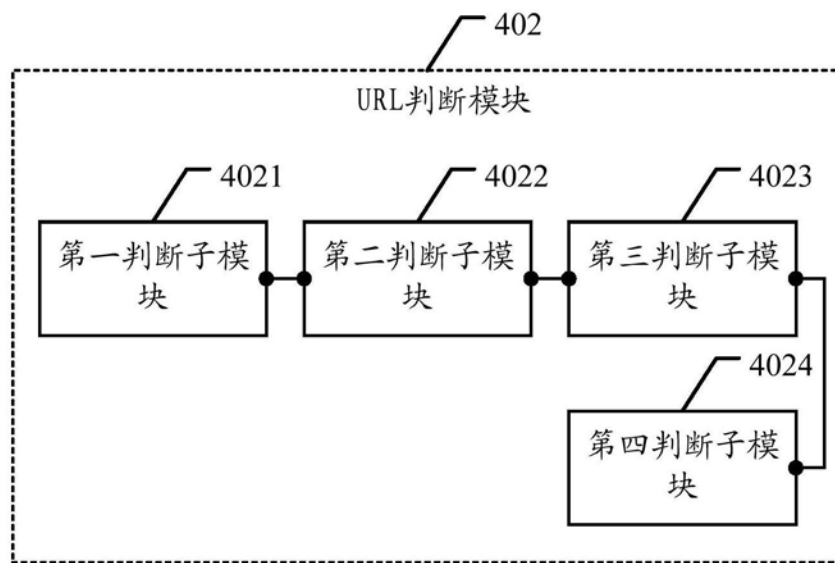 402
URL判断模块
4021
4022
4023
第一判断子模
块
第二判断子模
块
第三判断子模
块
4024
第四判断子模
块